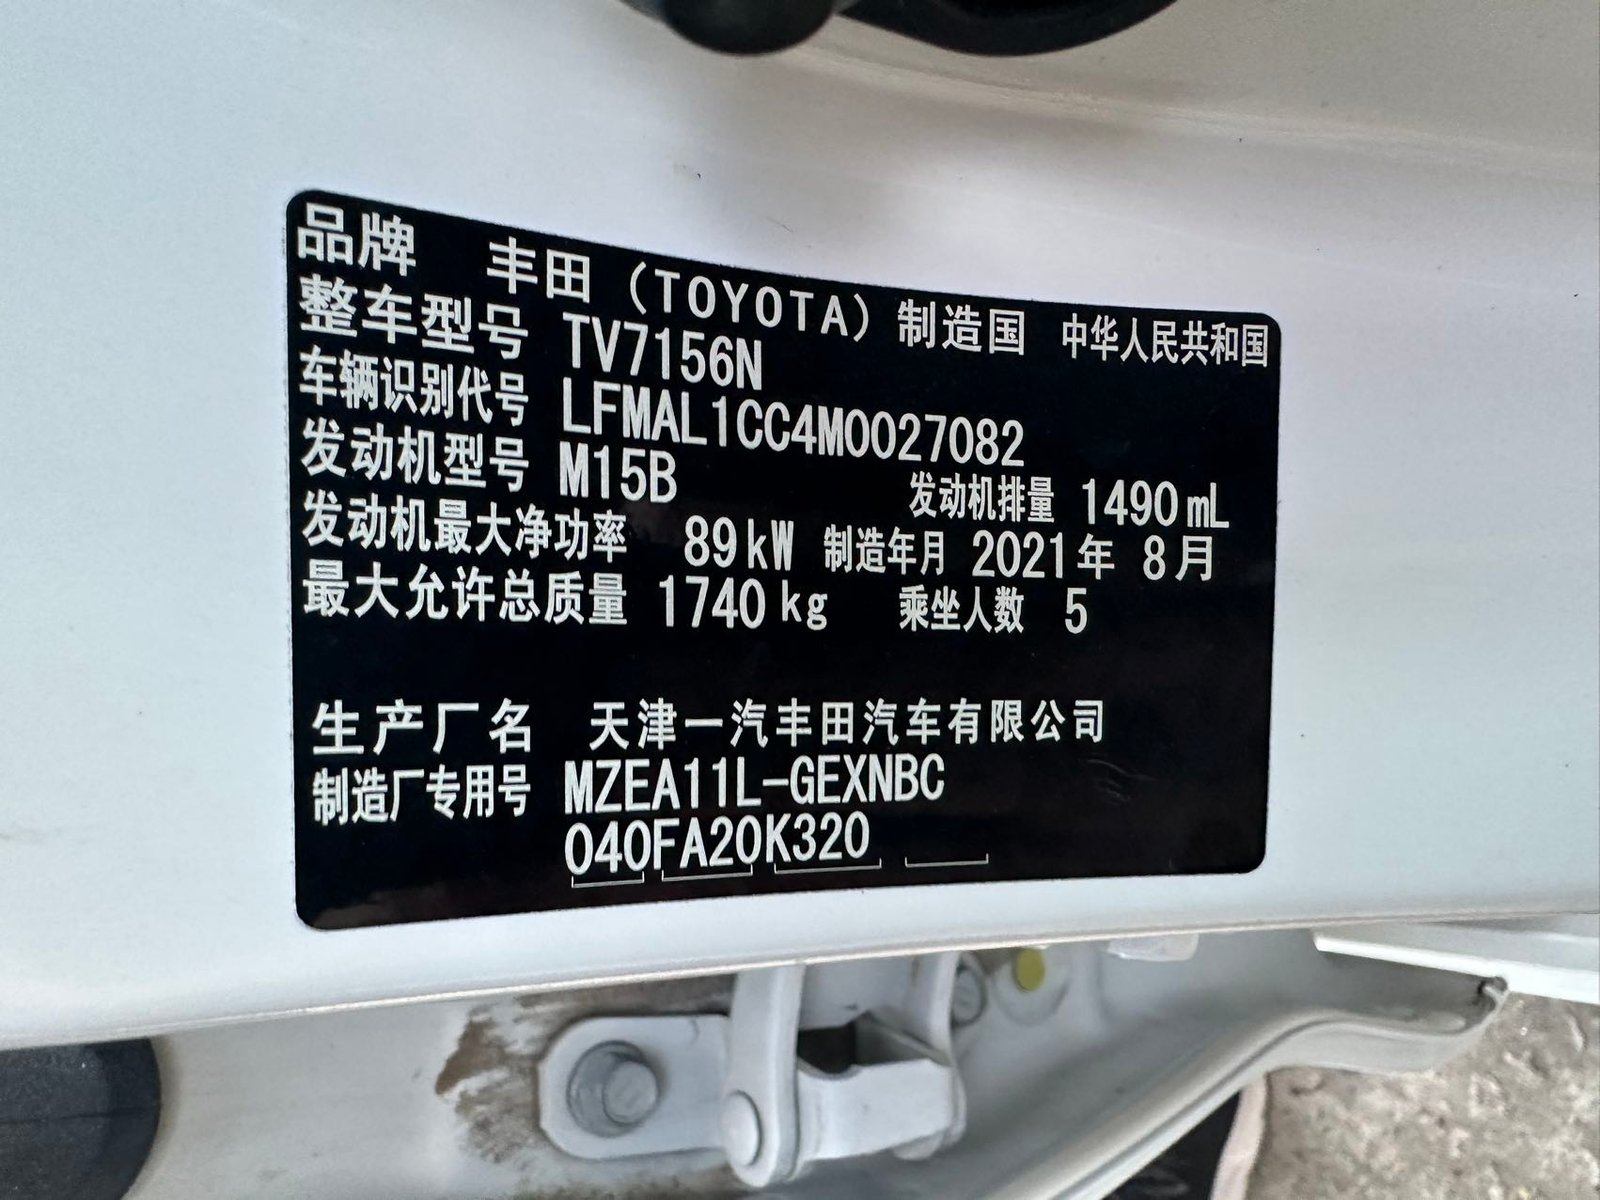 品牌 丰田（TOYOTA）制造国 中华人民共和国
整车型号 TV7156N
车辆识别代号 LFMAL1CC4M0027082
发动机型号 M15B 发动机排量 1490mL
发动机最大净功率 89kW 制造年月 2021年 8月
最大允许总质量 1740kg 乘坐人数 5
生产厂名 天津一汽丰田汽车有限公司
制造厂专用号 MZEA11L-GEXNBC
040FA20K320